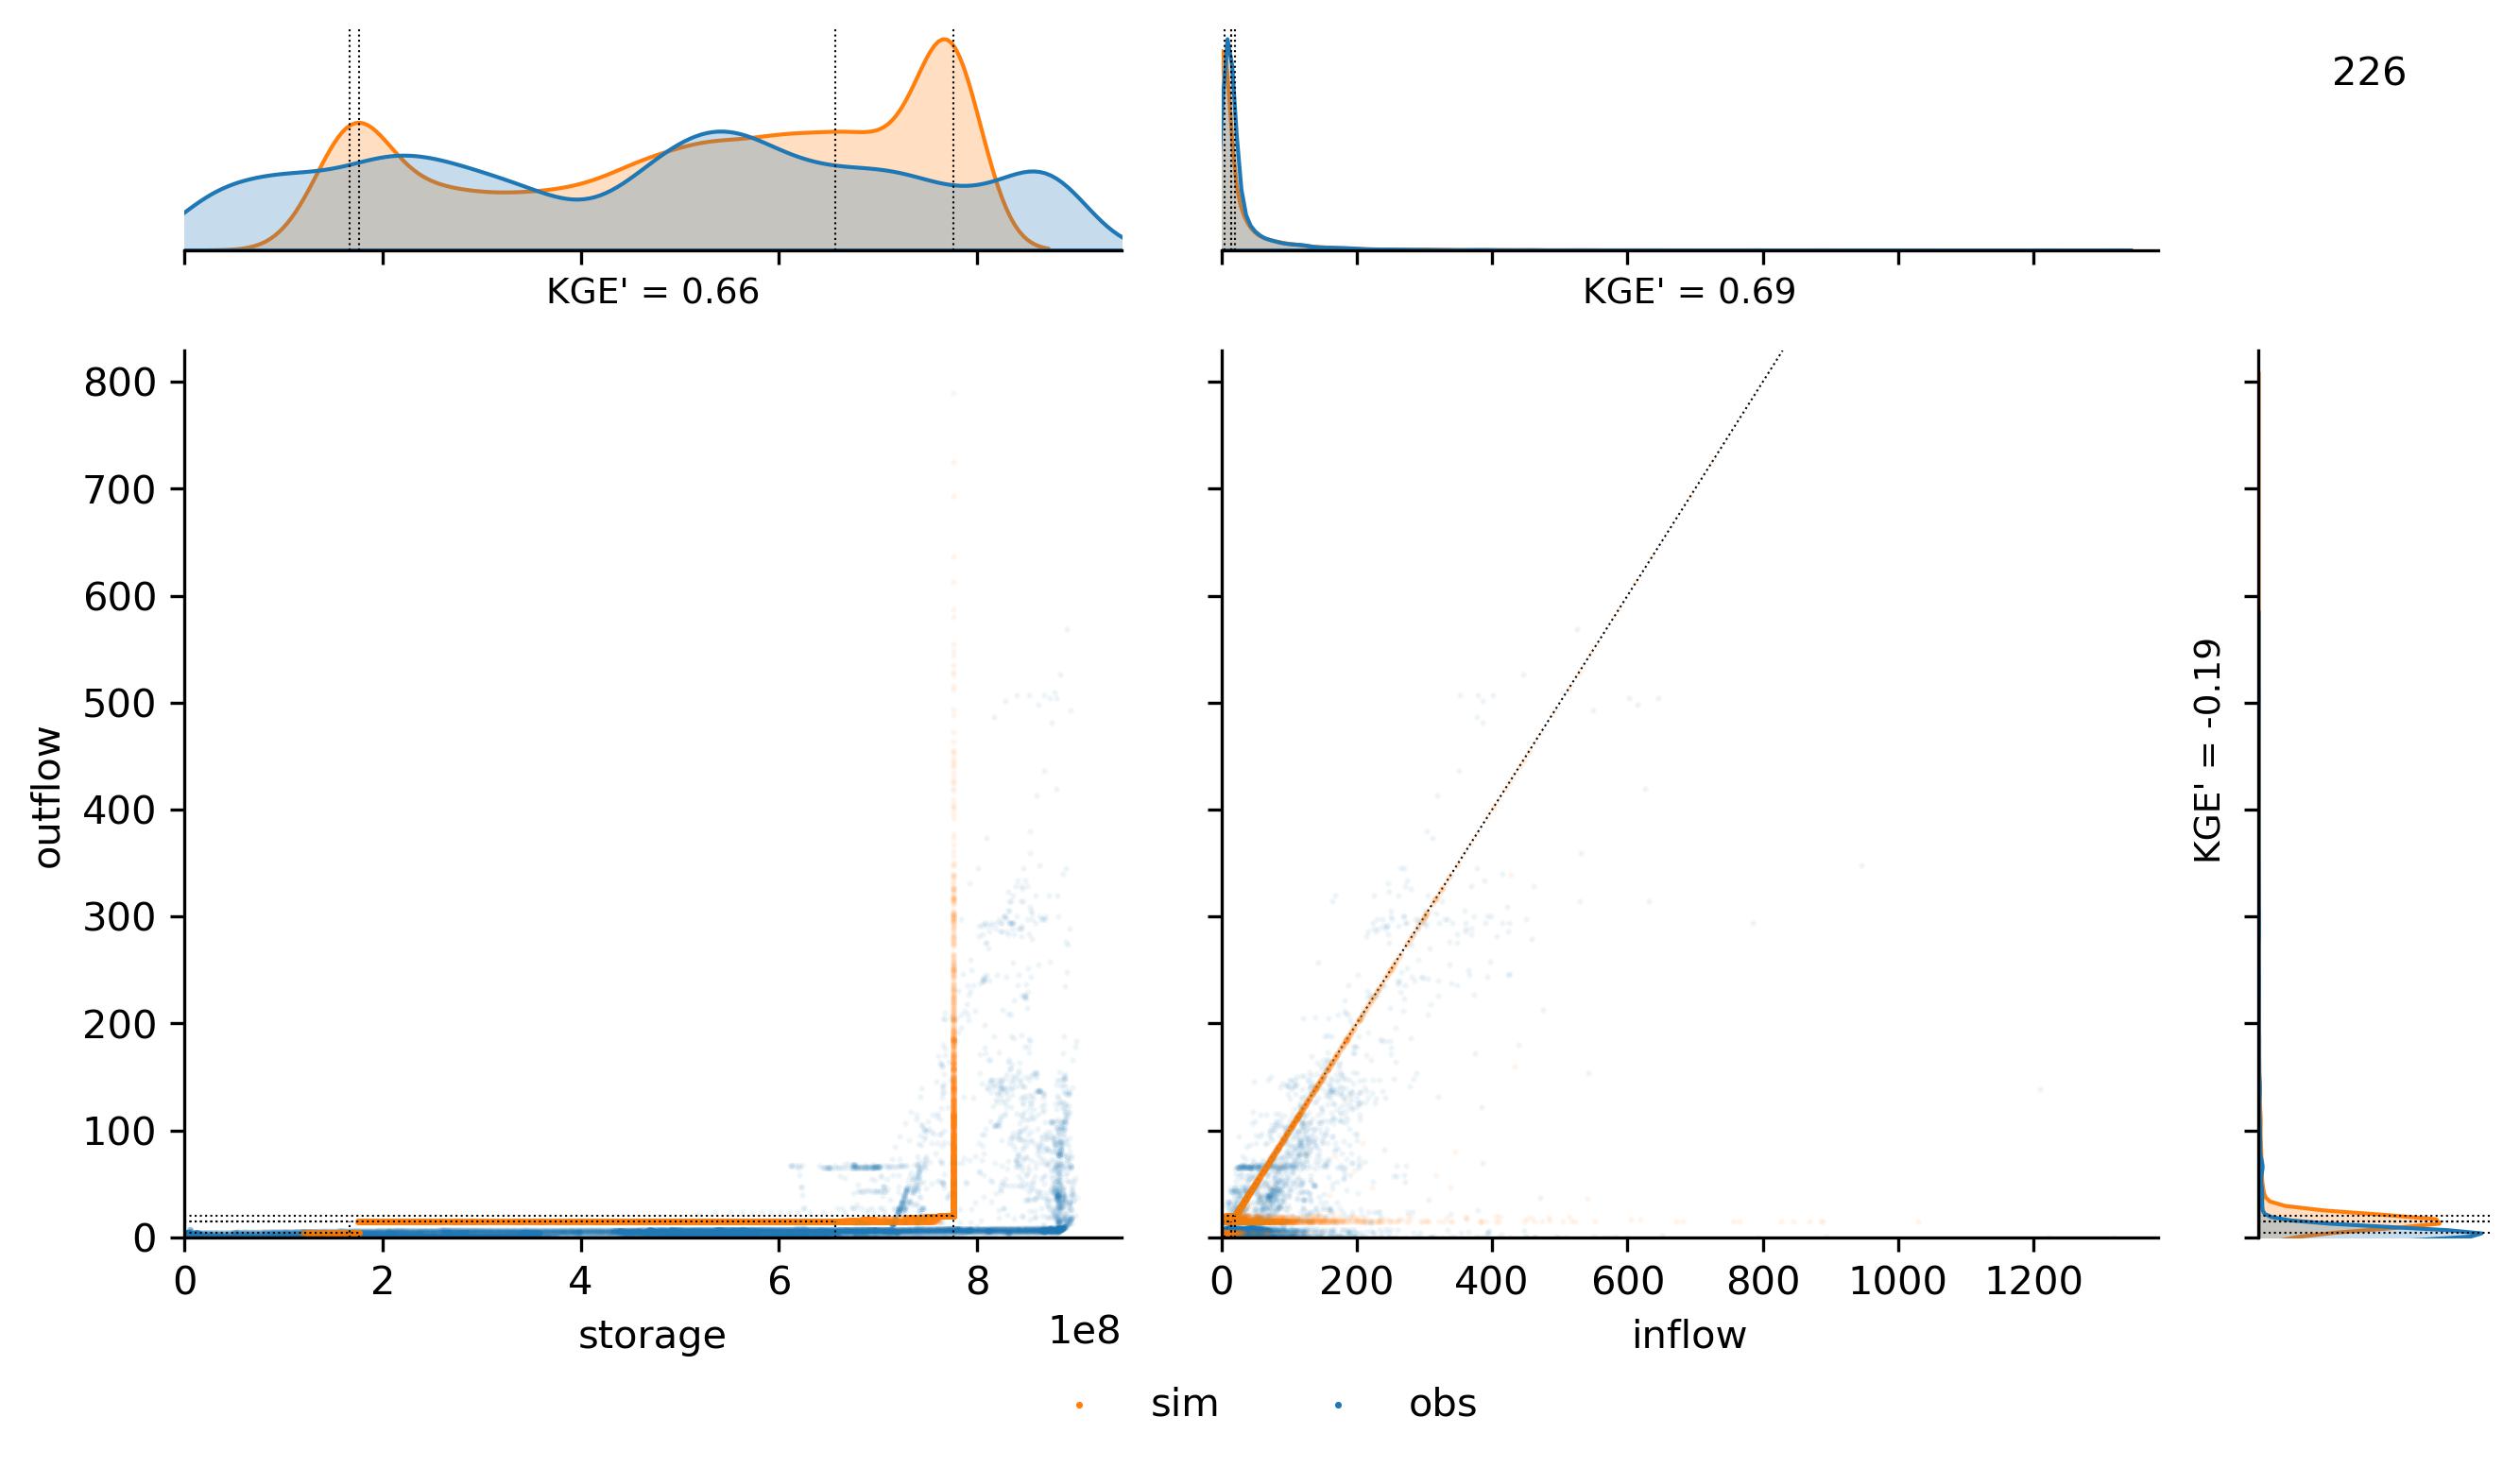 226
KGE' = 0.66
KGE' = 0.69
800
700
600
500
400
300
200
100
0
outflow
KGE' = -0.19
0 2 4 6 8
0 200 400 600 800 1000 1200
1e8
storage
inflow
sim obs